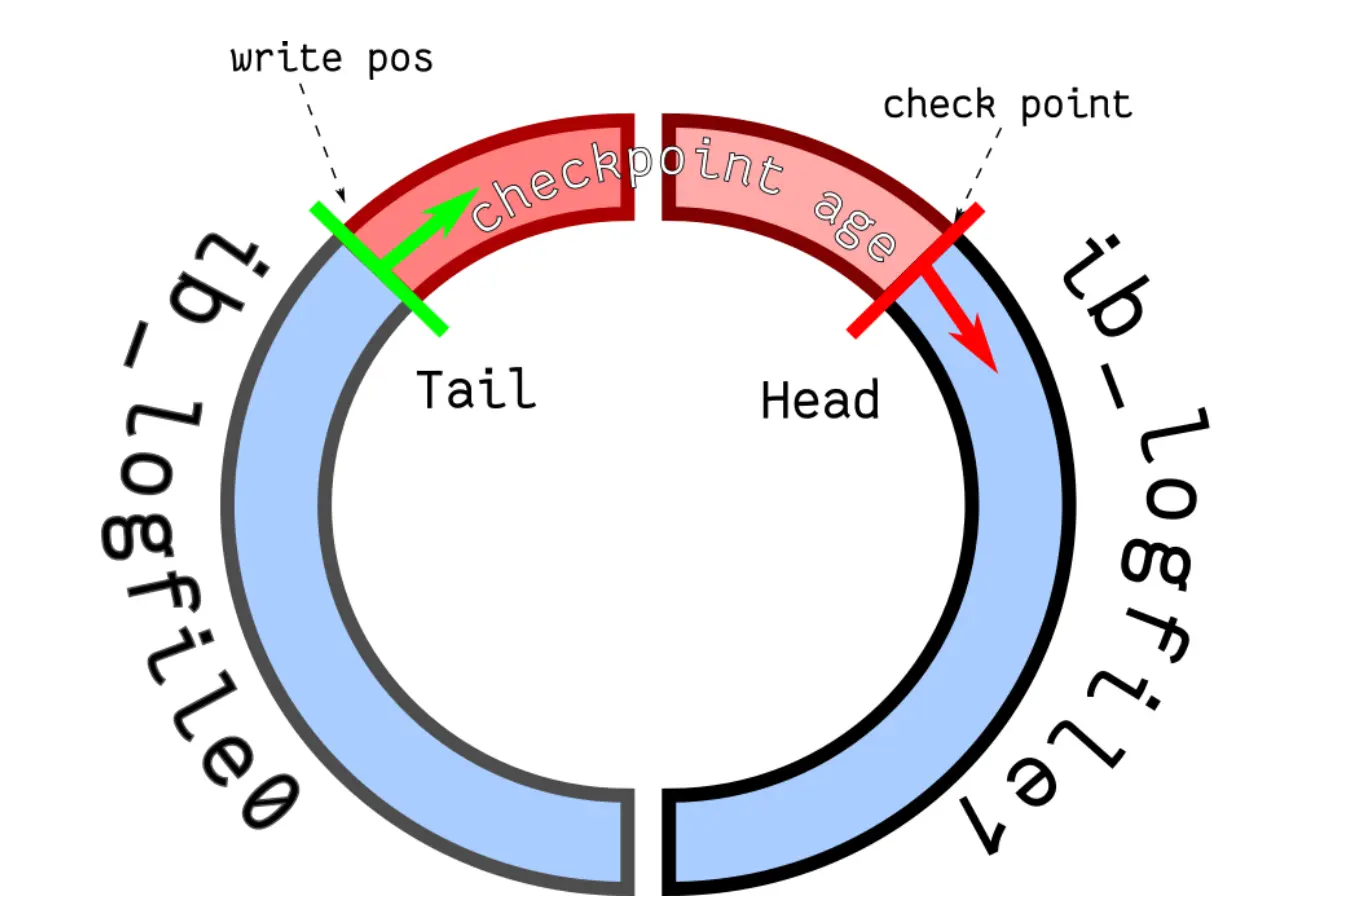 write pos
check point
checkpoint age
Tail
Head
ib_logfile0
ib_logfile1